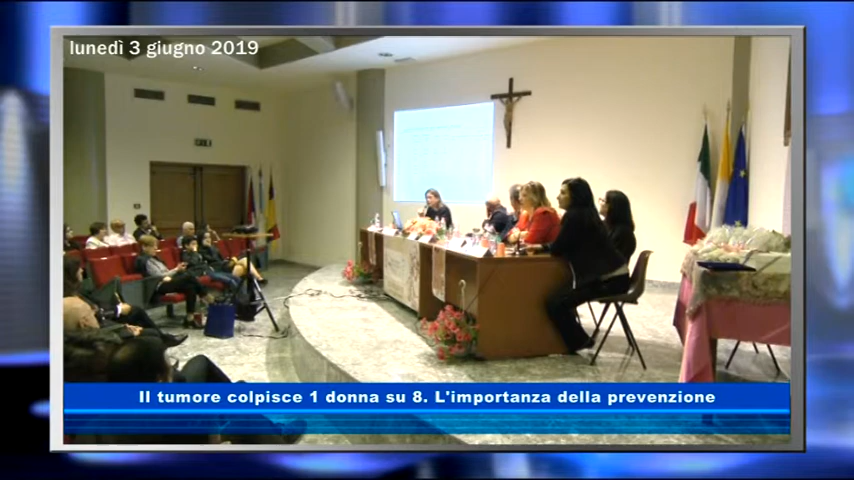 lunedì 3 giugno 2019
Il tumore colpisce 1 donna su 8. L'importanza della prevenzione